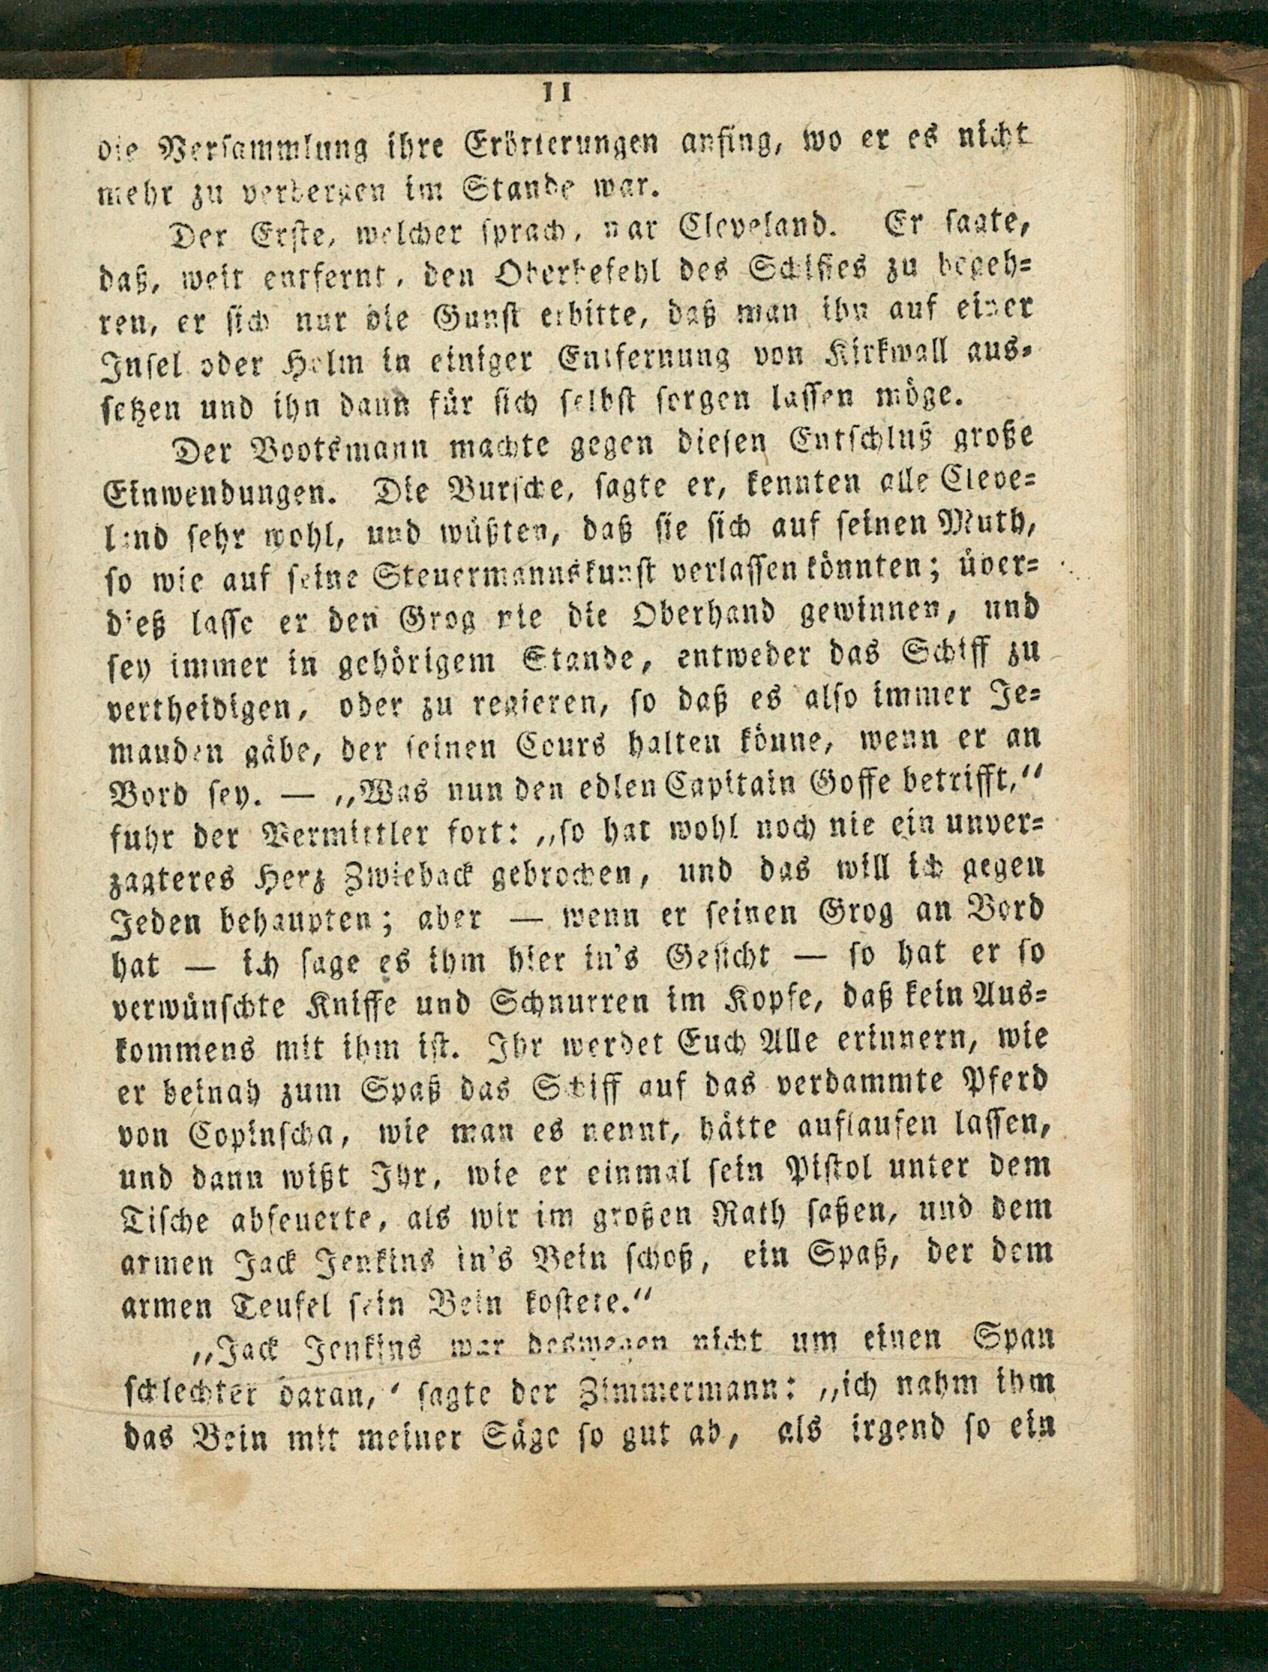 11
die Versammlung ihre Erörterungen anfing, wo er es nicht
mehr zu verbergen im Stande war.
Der Erste, welcher sprach, war Cleveland. Er sagte,
daß, weit entfernt, den Oberbefehl des Schiffes zu begeh-
ren, er sich nur die Gunst erbitte, daß man ihn auf einer
Insel oder Holm in einiger Entfernung von Kirkwall aus-
setzen und ihn dann für sich selbst sorgen lassen möge.
Der Bootsmann machte gegen diesen Entschluß große
Einwendungen. Die Bursche, sagte er, kennten alle Cleve-
land sehr wohl, und wüßten, daß sie sich auf seinen Muth,
so wie auf seine Steuermannskunst verlassen könnten; über-
dieß lasse er den Grog nie die Oberhand gewinnen, und
sey immer in gehörigem Stande, entweder das Schiff zu
vertheidigen, oder zu regieren, so daß es also immer Je-
manden gäbe, der seinen Cours halten könne, wenn er an
Bord sey. — „Was nun den edlen Capitain Goffe betrifft,“
fuhr der Vermittler fort: „so hat wohl noch nie ein unver-
zagteres Herz Zwieback gebrochen, und das will ich gegen
Jeden behaupten; aber — wenn er seinen Grog an Bord
hat — ich sage es ihm hier in's Gesicht — so hat er so
verwünschte Kniffe und Schnurren im Kopfe, daß kein Aus-
kommens mit ihm ist. Ihr werdet Euch Alle erinnern, wie
er beinah zum Spaß das Schiff auf das verdammte Pferd
von Copinscha, wie man es nennt, hätte auflaufen lassen,
und dann wißt Ihr, wie er einmal sein Pistol unter dem
Tische abfeuerte, als wir im großen Rath saßen, und dem
armen Jack Jenkins in's Bein schoß, ein Spaß, der dem
armen Teufel sein Bein kostete.“
„Jack Jenkins war deswegen nicht um einen Span
schlechter daran,“ sagte der Zimmermann: „ich nahm ihm
das Bein mit meiner Säge so gut ab, als irgend so ein